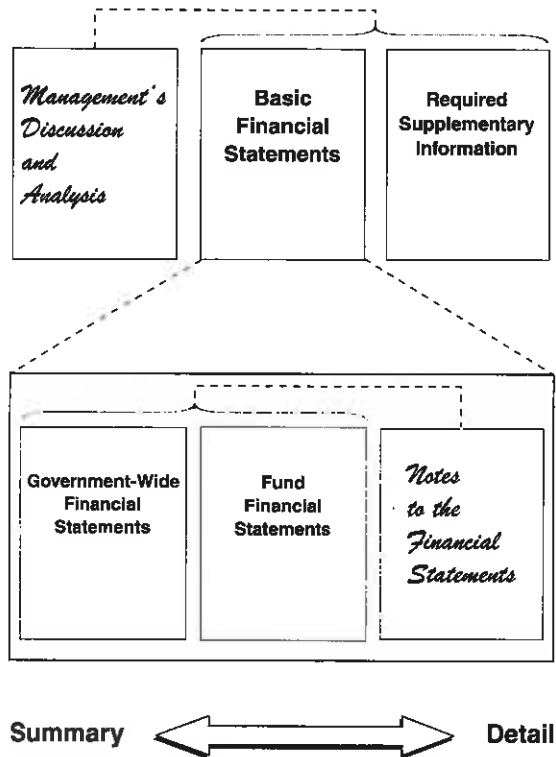 Management's
Discussion
and
Analysis
Basic
Financial
Statements
Required
Supplementary
Information
Government-Wide
Financial
Statements
Fund
Financial
Statements
Notes
to the
Financial
Statements
Summary
Detail